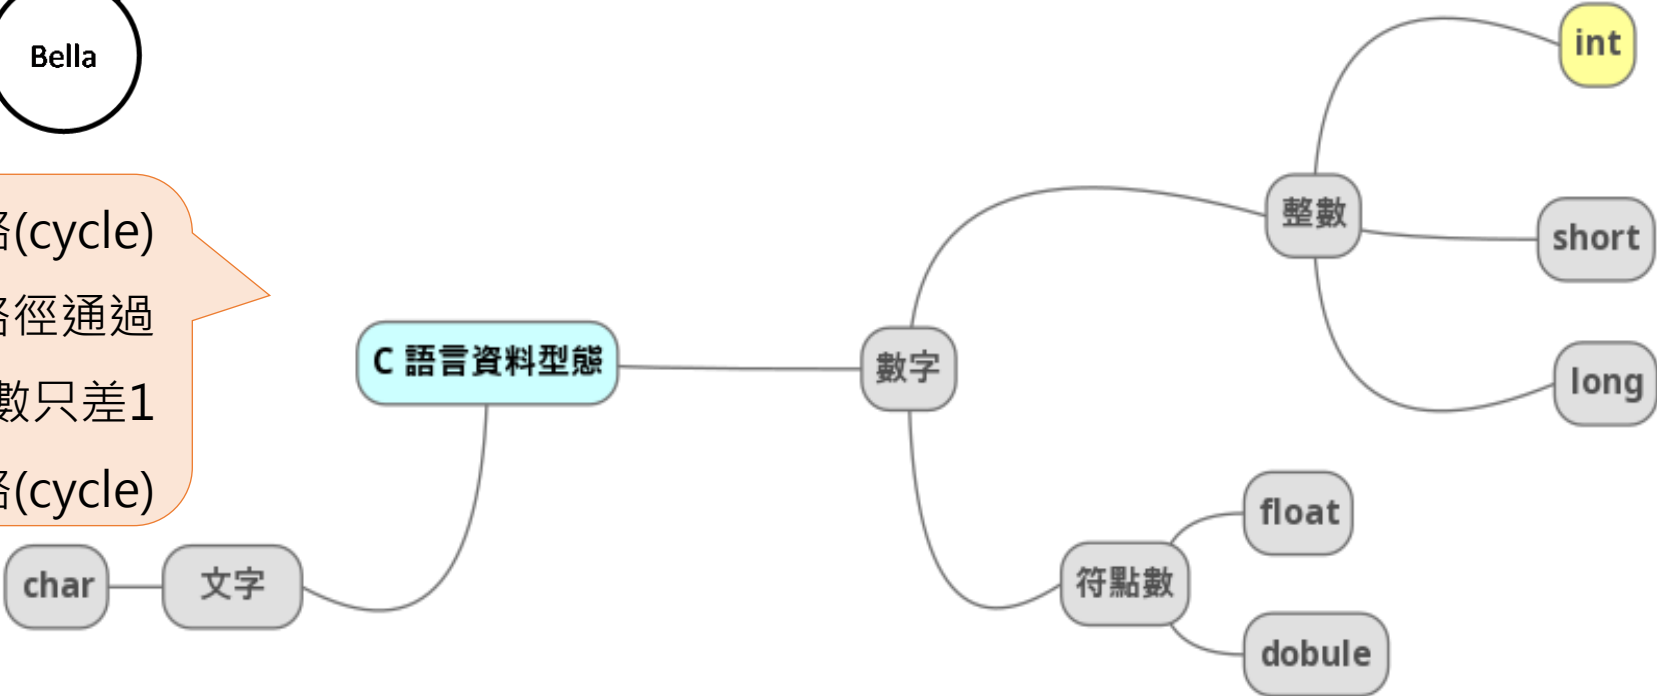 Bella
(cycle)
徑通過
數只差1
(cycle)
int
整數
short
C 語言資料型態
數字
long
float
char
文字
符點數
dobule